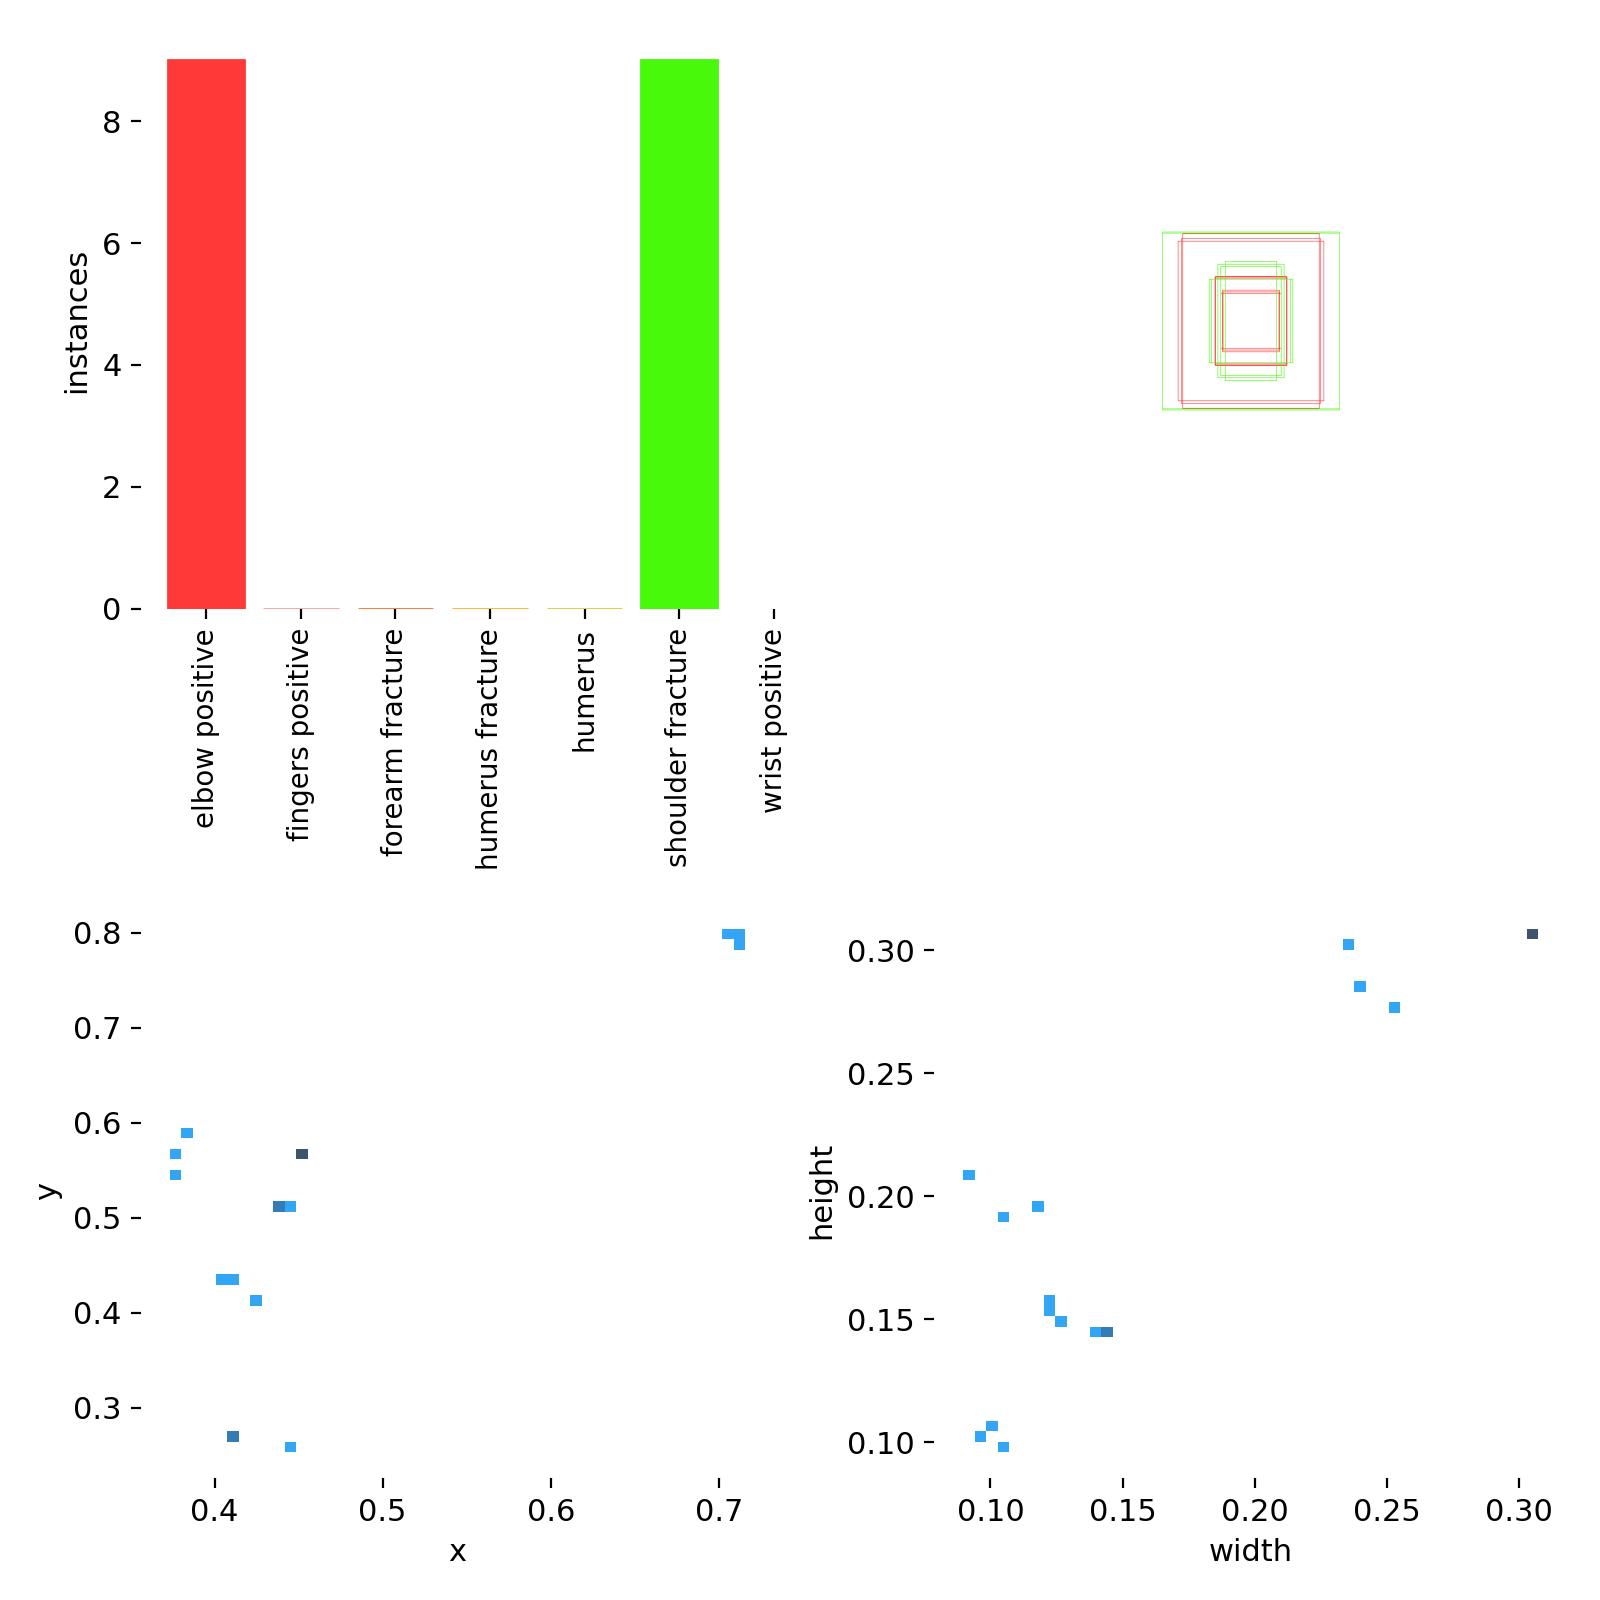 8
6
4
2
0
instances
elbow positive
fingers positive
forearm fracture
humerus fracture
humerus
shoulder fracture
wrist positive
0.8
0.7
0.6
0.5
0.4
0.3
y
0.4 0.5 0.6 0.7
x
0.30
0.25
0.20
0.15
0.10
height
0.10 0.15 0.20 0.25 0.30
width